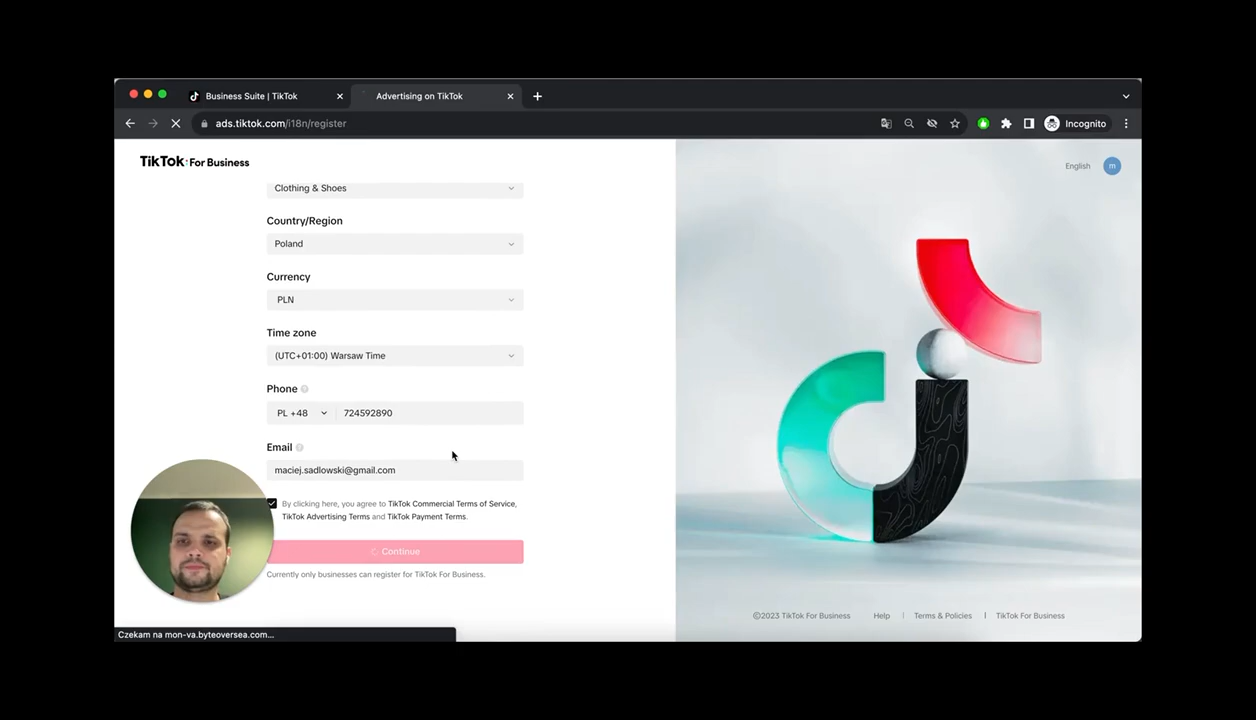 Business Suite | TikTok
Advertising on TikTok
ads.tiktok.com/i18n/register
Incognito
TikTok: For Business
English
m
Clothing & Shoes
Country/Region
Poland
Currency
PLN
Time zone
(UTC+01:00) Warsaw Time
Phone
PL +48
724592890
Email
maciej.sadlowski@gmail.com
By clicking here, you agree to TikTok Commercial Terms of Service,
TikTok Advertising Terms and TikTok Payment Terms.
Continue
Currently only businesses can register for TikTok For Business.
©2023 TikTok For Business
Help
Terms & Policies
TikTok For Business
Czekam na mon-va.byteoversea.com...